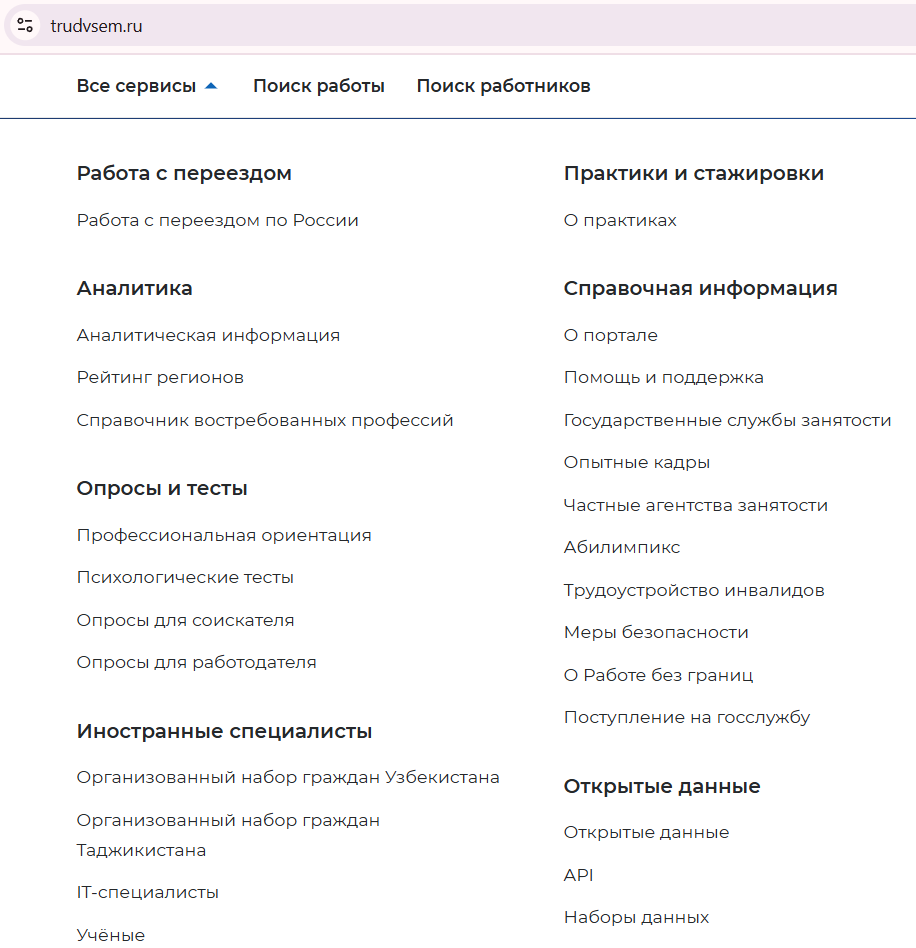 trudvsem.ru
Все сервисы
Поиск работы
Поиск работников
Работа с переездом
Работа с переездом по России
Аналитика
Аналитическая информация
Рейтинг регионов
Справочник востребованных профессий
Опросы и тесты
Профессиональная ориентация
Психологические тесты
Опросы для соискателя
Опросы для работодателя
Иностранные специалисты
Организованный набор граждан Узбекистана
Организованный набор граждан
Таджикистана
IT-специалисты
Учёные
Практики и стажировки
О практиках
Справочная информация
О портале
Помощь и поддержка
Государственные службы занятости
Опытные кадры
Частные агентства занятости
Абилимпикс
Трудоустройство инвалидов
Меры безопасности
О Работе без границ
Поступление на госслужбу
Открытые данные
Открытые данные
API
Наборы данных